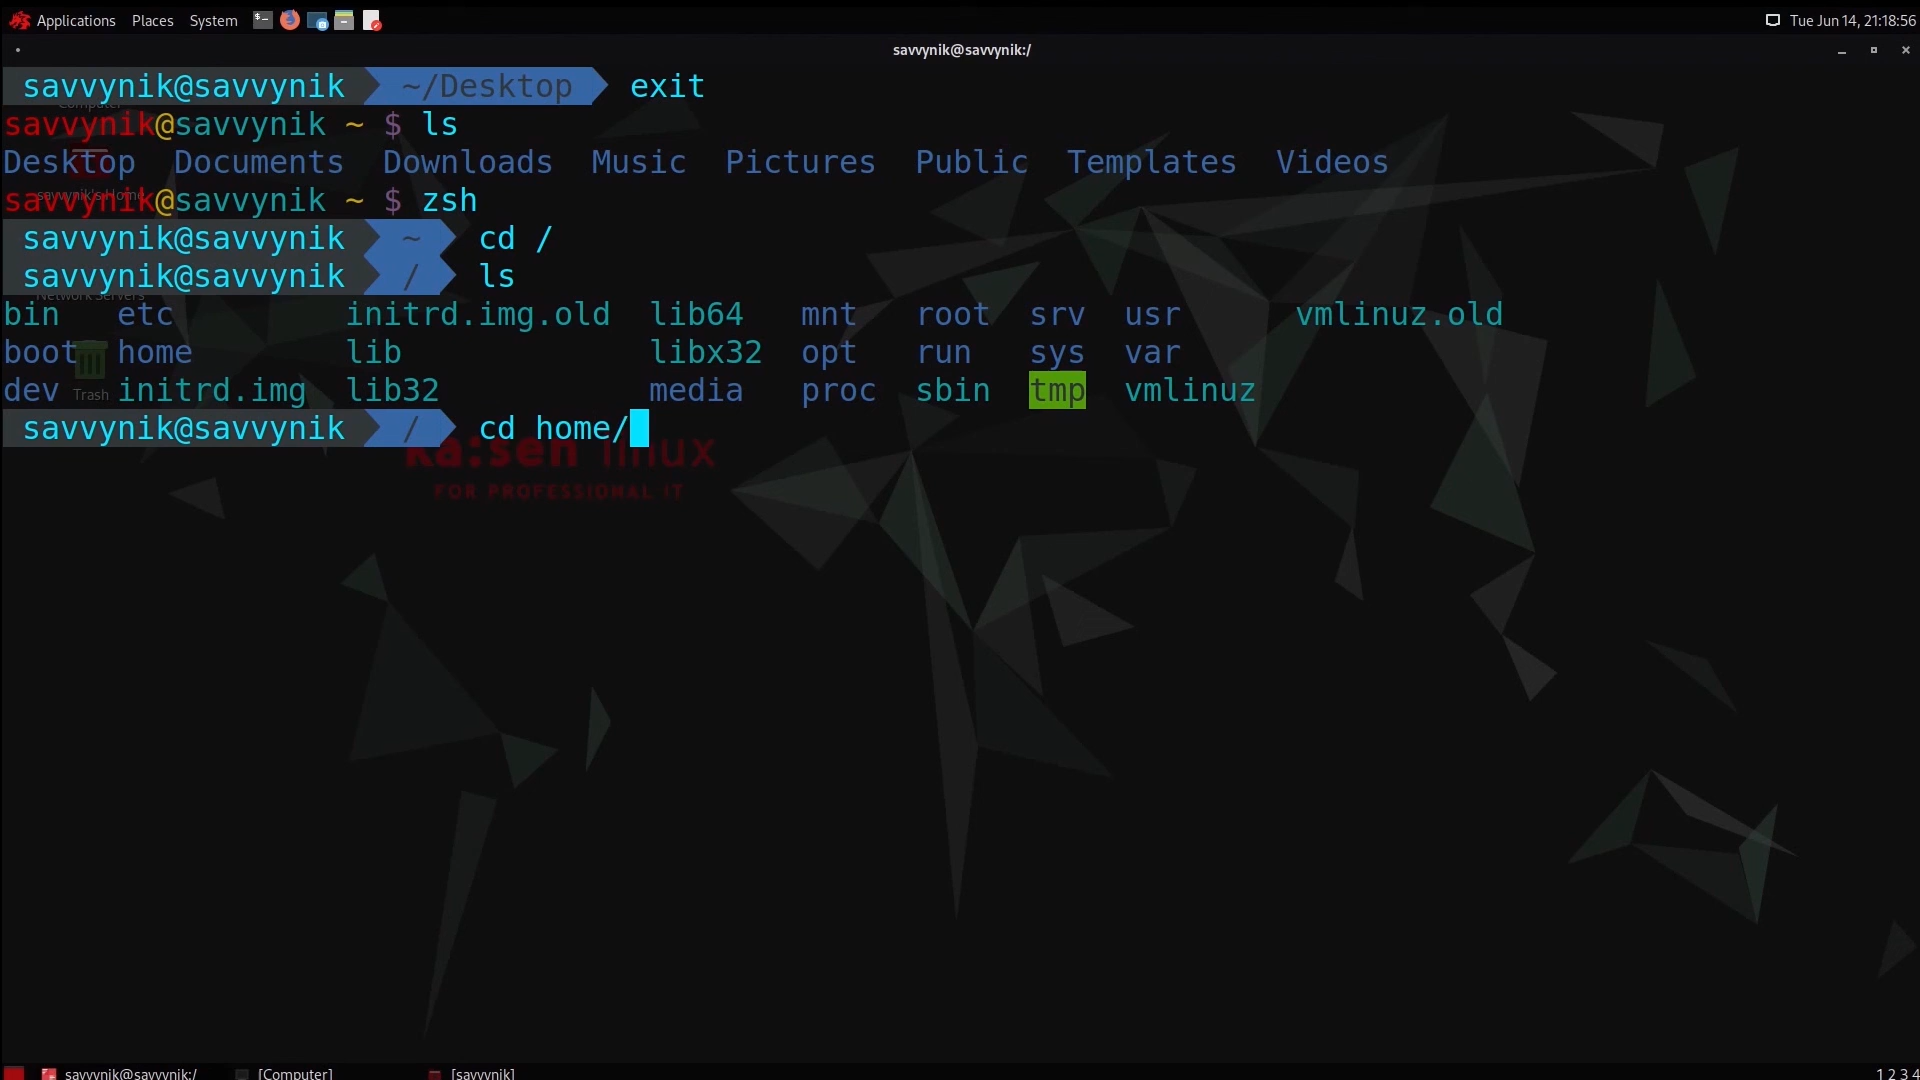 Applications Places System Tue Jun 14, 21:18:56
savvynik@savvynik:/
savvynik@savvynik ~/Desktop exit
Computer
savvynik@savvynik ~ $ ls
Desktop Documents Downloads Music Pictures Public Templates Videos
savvynik's Home
savvynik@savvynik ~ $ zsh
savvynik@savvynik ~ cd /
savvynik@savvynik / ls
Network Servers
bin etc initrd.img.old lib64 mnt root srv usr vmlinuz.old
boot home lib libx32 opt run sys var
dev initrd.img lib32 media proc sbin tmp vmlinuz
Trash
savvynik@savvynik / cd home/
ka:sen linux
FOR PROFESSIONAL IT
savvynik@savvynik:/ [Computer] [savvynik] 1 2 3 4